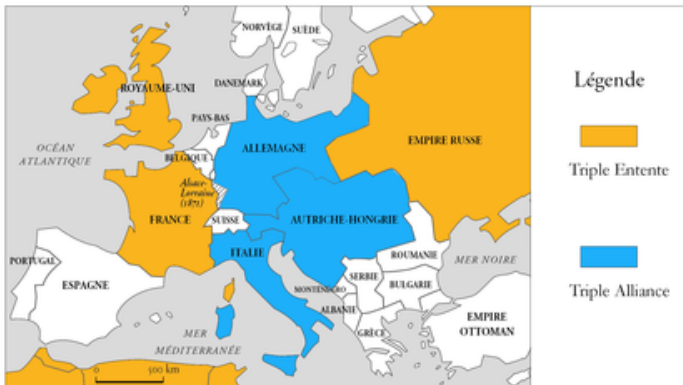 NORVÈGE
SUÈDE
ROYAUME-UNI
DANEMARK
PAYS-BAS
OCÉAN
ATLANTIQUE
ALLEMAGNE
EMPIRE RUSSE
BELGIQUE
Alsace-
Lorraine
(1871)
FRANCE
SUISSE
AUTRICHE-HONGRIE
ITALIE
ROUMANIE
MER NOIRE
PORTUGAL
ESPAGNE
SERBIE
BULGARIE
MONTENEGRO
ALBANIE
EMPIRE
OTTOMAN
GRÈCE
MER
MÉDITERRANÉE
0 500 km
Légende
Triple Entente
Triple Alliance